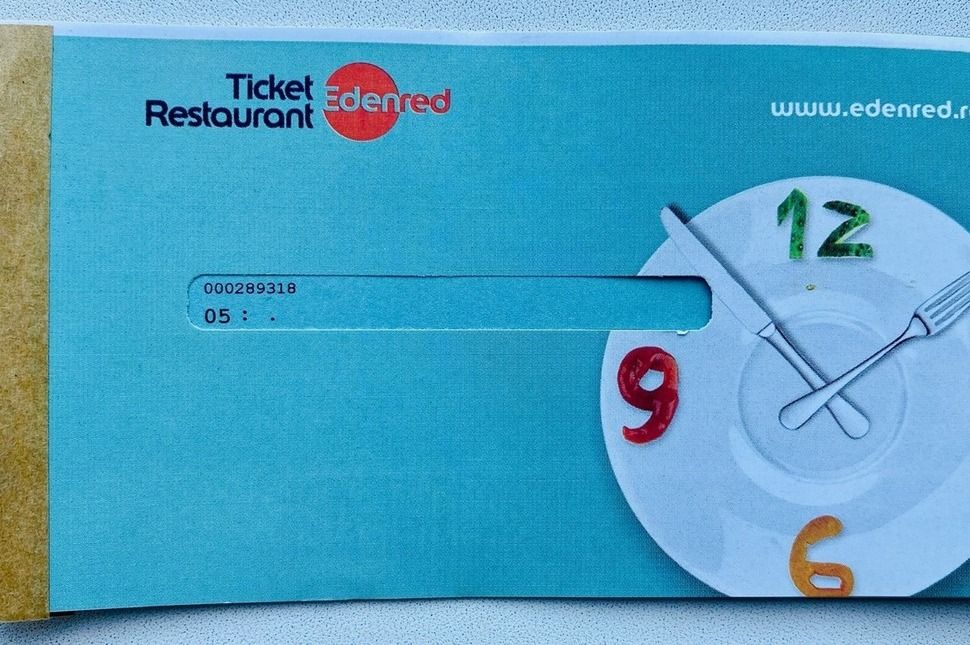 Ticket
Restaurant
Edenred
www.edenred.r
000289318
05 : .
12
9
6